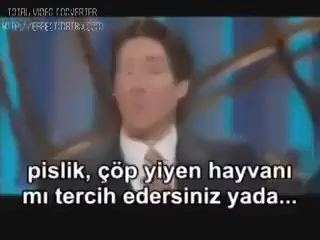 TOTAL VIDEO CONVERTER
pislik, çöp yiyen hayvanı
mı tercih edersiniz yada...